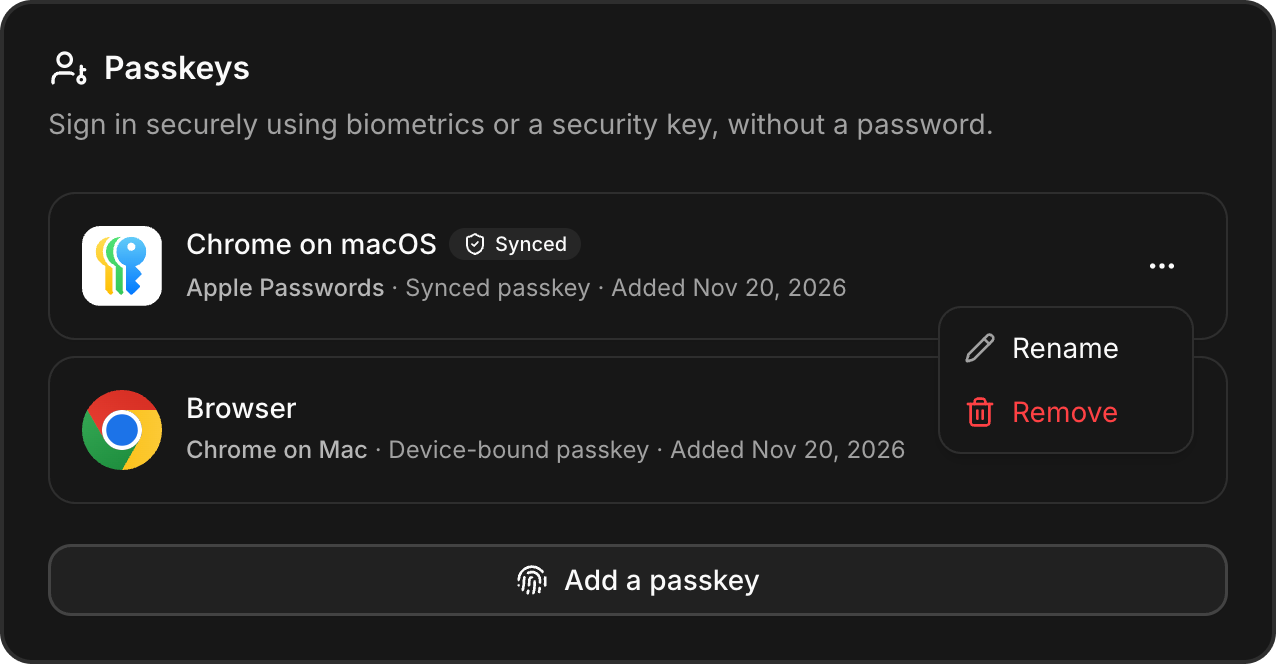 Passkeys
Sign in securely using biometrics or a security key, without a password.
Chrome on macOS Synced
Apple Passwords · Synced passkey · Added Nov 20, 2026
Rename
Browser
Remove
Chrome on Mac · Device-bound passkey · Added Nov 20, 2026
Add a passkey